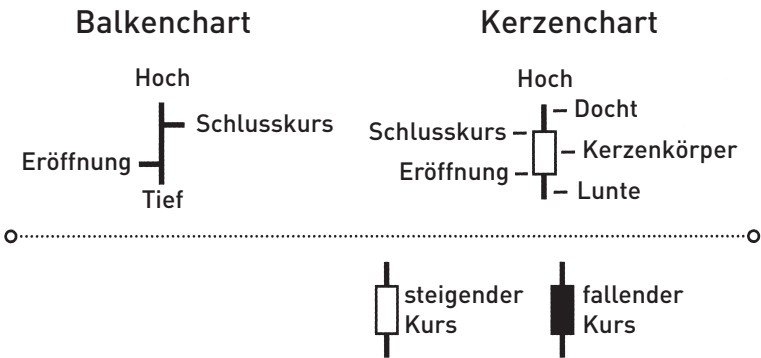 Balkenchart
Kerzenchart
Hoch
Schlusskurs
Eröffnung
Tief
Hoch
Docht
Schlusskurs
Kerzenkörper
Eröffnung
Lunte
steigender
Kurs
fallender
Kurs